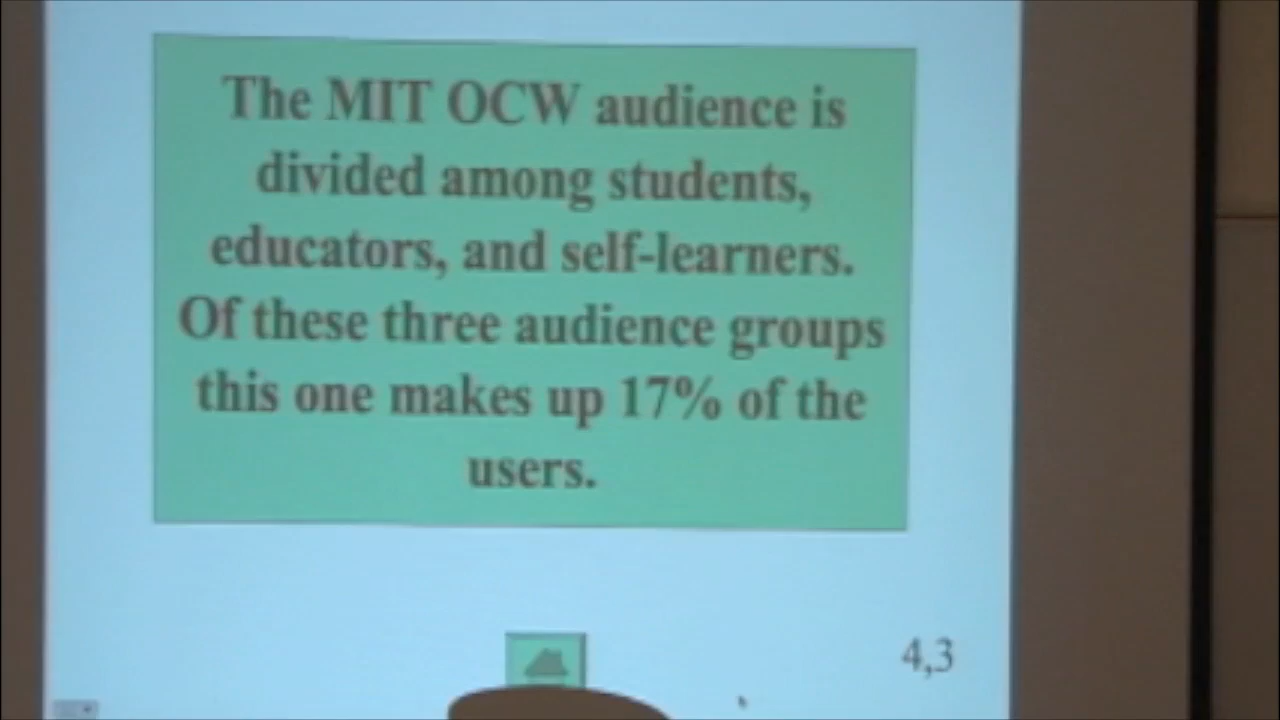 The MIT OCW audience is
divided among students,
educators, and self-learners.
Of these three audience groups
this one makes up 17% of the
users.
4,3